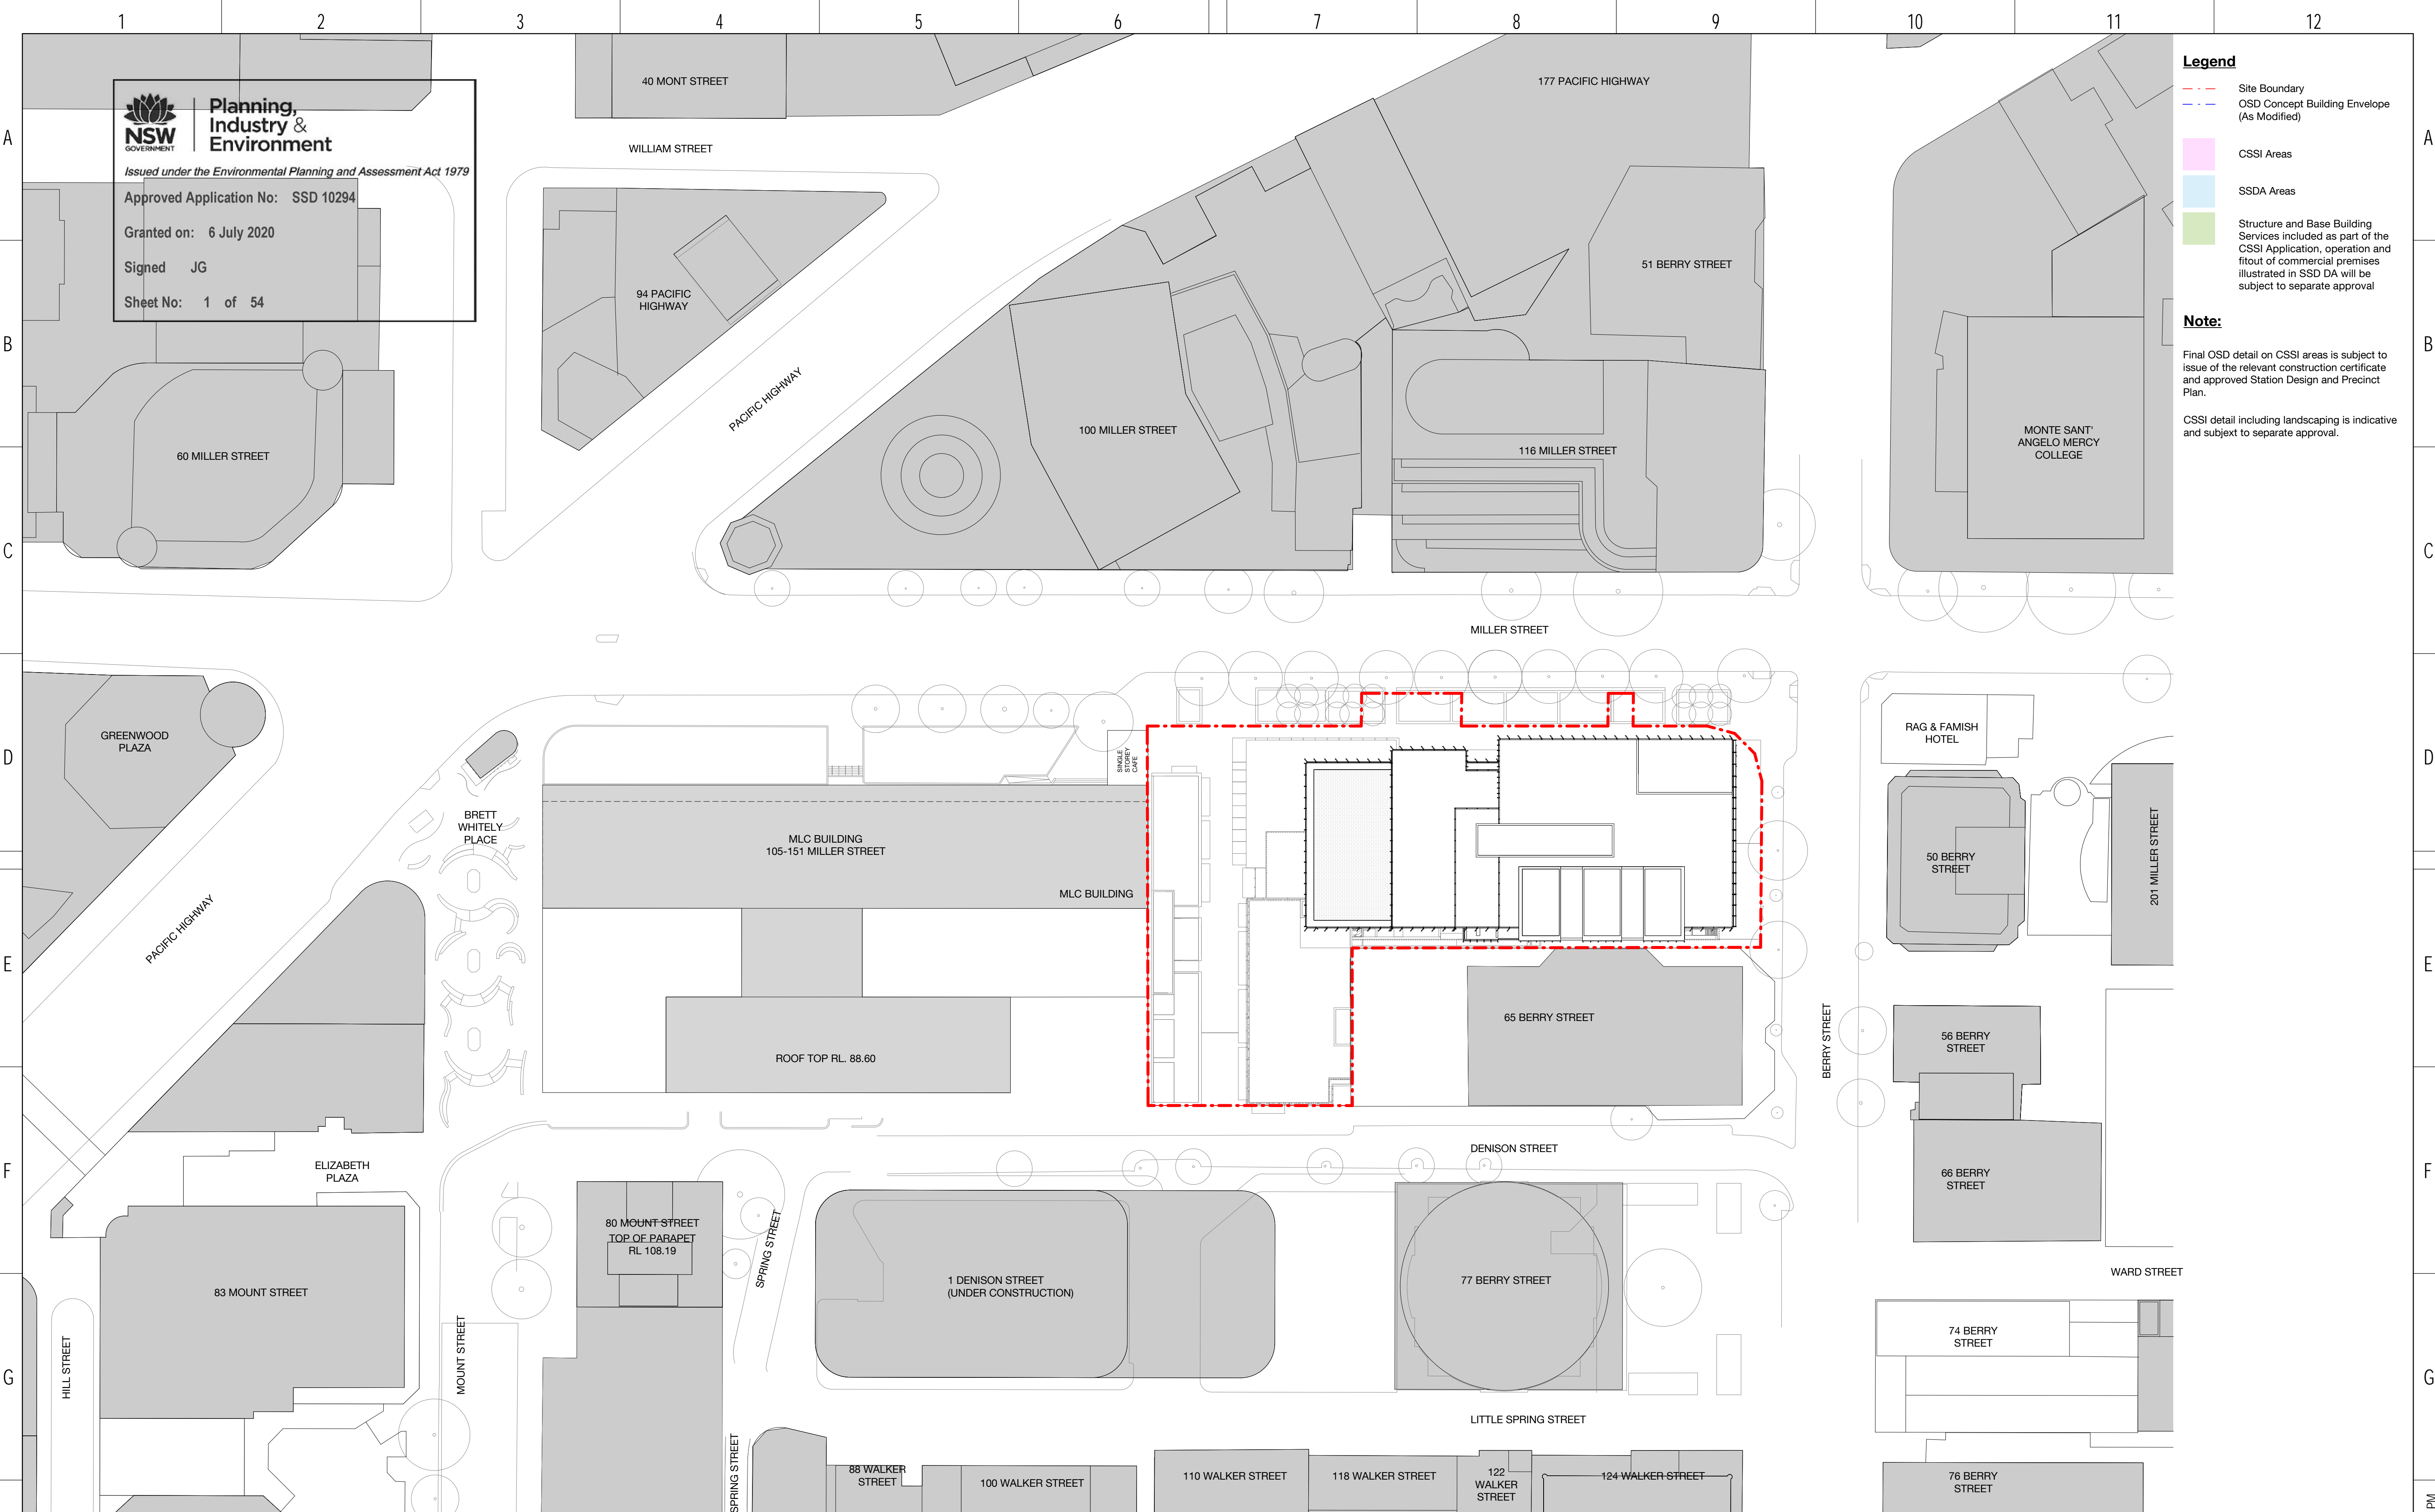 1 2 3 4 5 6 7 8 9 10 11 12
A
B
C
D
E
F
G
A
B
C
D
E
F
G
NSW
GOVERNMENT
Planning,
Industry &
Environment
Issued under the Environmental Planning and Assessment Act 1979
Approved Application No: SSD 10294
Granted on: 6 July 2020
Signed JG
Sheet No: 1 of 54
Legend
Site Boundary
OSD Concept Building Envelope
(As Modified)
CSSI Areas
SSDA Areas
Structure and Base Building
Services included as part of the
CSSI Application, operation and
fitout of commercial premises
illustrated in SSD DA will be
subject to separate approval
Note:
Final OSD detail on CSSI areas is subject to
issue of the relevant construction certificate
and approved Station Design and Precinct
Plan.
CSSI detail including landscaping is indicative
and subjext to separate approval.
40 MONT STREET
177 PACIFIC HIGHWAY
WILLIAM STREET
94 PACIFIC
HIGHWAY
51 BERRY STREET
PACIFIC HIGHWAY
60 MILLER STREET
100 MILLER STREET
116 MILLER STREET
MONTE SANT'
ANGELO MERCY
COLLEGE
MILLER STREET
GREENWOOD
PLAZA
SINGLE
STOREY
CAFE
RAG & FAMISH
HOTEL
BRETT
WHITELY
PLACE
MLC BUILDING
105-151 MILLER STREET
MLC BUILDING
50 BERRY
STREET
201 MILLER STREET
PACIFIC HIGHWAY
ROOF TOP RL. 88.60
65 BERRY STREET
BERRY STREET
56 BERRY
STREET
ELIZABETH
PLAZA
DENISON STREET
66 BERRY
STREET
80 MOUNT STREET
TOP OF PARAPET
RL 108.19
SPRING STREET
83 MOUNT STREET
1 DENISON STREET
(UNDER CONSTRUCTION)
77 BERRY STREET
WARD STREET
HILL STREET
MOUNT STREET
74 BERRY
STREET
LITTLE SPRING STREET
SPRING STREET
88 WALKER
STREET
100 WALKER STREET
110 WALKER STREET
118 WALKER STREET
122
WALKER
STREET
124 WALKER STREET
76 BERRY
STREET
PM